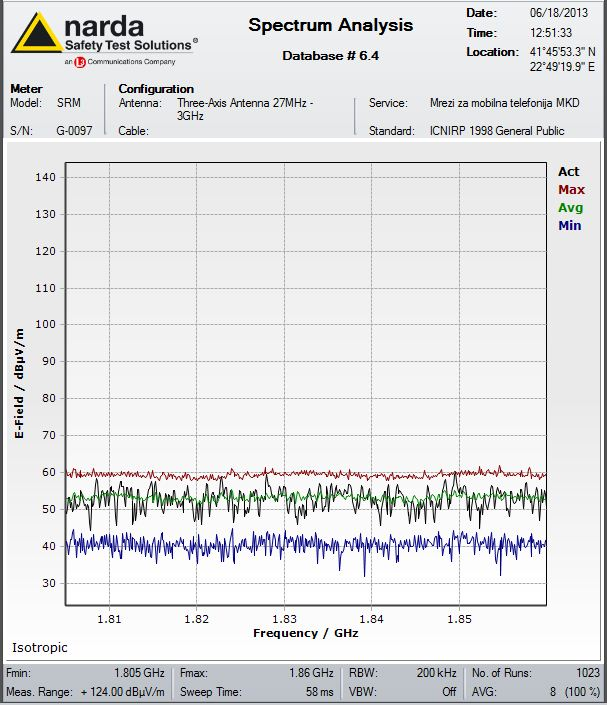 narda
Safety Test Solutions®
an L3 Communications Company
Spectrum Analysis
Database # 6.4
Date: 06/18/2013
Time: 12:51:33
Location: 41°45'53.3" N
22°49'19.9" E
Meter
Model: SRM
S/N: G-0097
Configuration
Antenna: Three-Axis Antenna 27MHz -
3GHz
Cable:
Service: Mrezi za mobilna telefonija MKD
Standard: ICNIRP 1998 General Public
Act
Max
Avg
Min
E-Field / dBµV/m
140
130
120
110
100
90
80
70
60
50
40
30
1.81 1.82 1.83 1.84 1.85
Frequency / GHz
Isotropic
Fmin: 1.805 GHz Fmax: 1.86 GHz RBW: 200 kHz No. of Runs: 1023
Meas. Range: + 124.00 dBµV/m Sweep Time: 58 ms VBW: Off AVG: 8 (100 %)